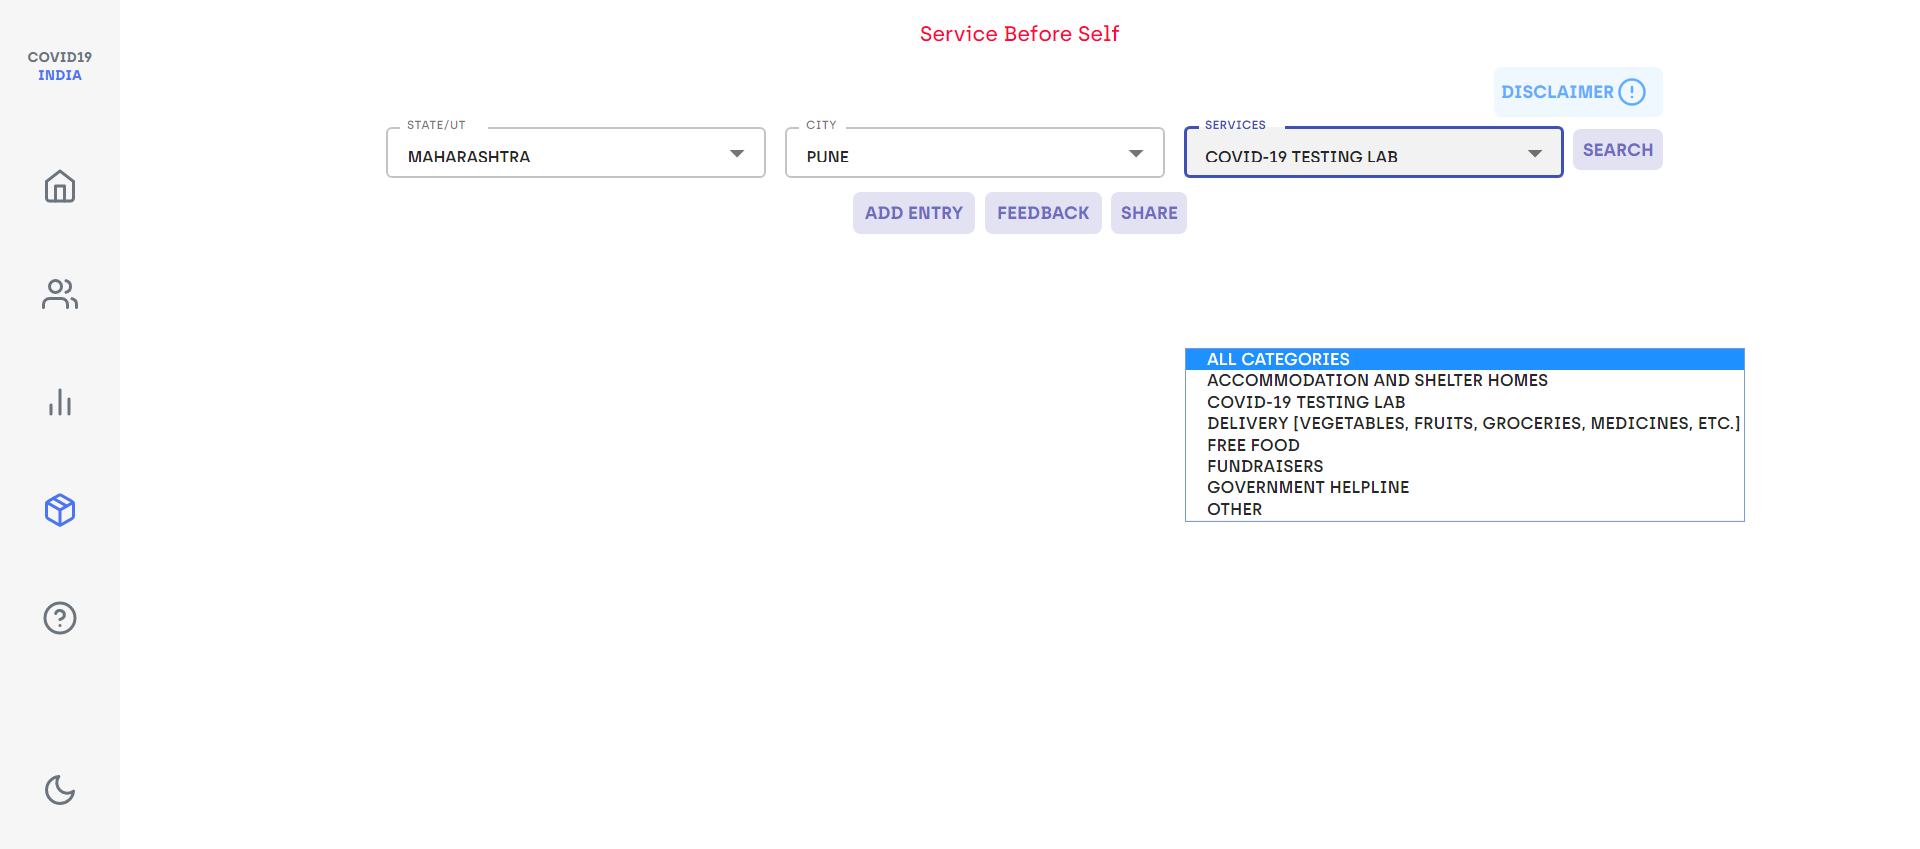 COVID19
INDIA
Service Before Self
DISCLAIMER
STATE/UT
MAHARASHTRA
CITY
PUNE
SERVICES
COVID-19 TESTING LAB
SEARCH
ADD ENTRY
FEEDBACK
SHARE
ALL CATEGORIES
ACCOMMODATION AND SHELTER HOMES
COVID-19 TESTING LAB
DELIVERY [VEGETABLES, FRUITS, GROCERIES, MEDICINES, ETC.]
FREE FOOD
FUNDRAISERS
GOVERNMENT HELPLINE
OTHER